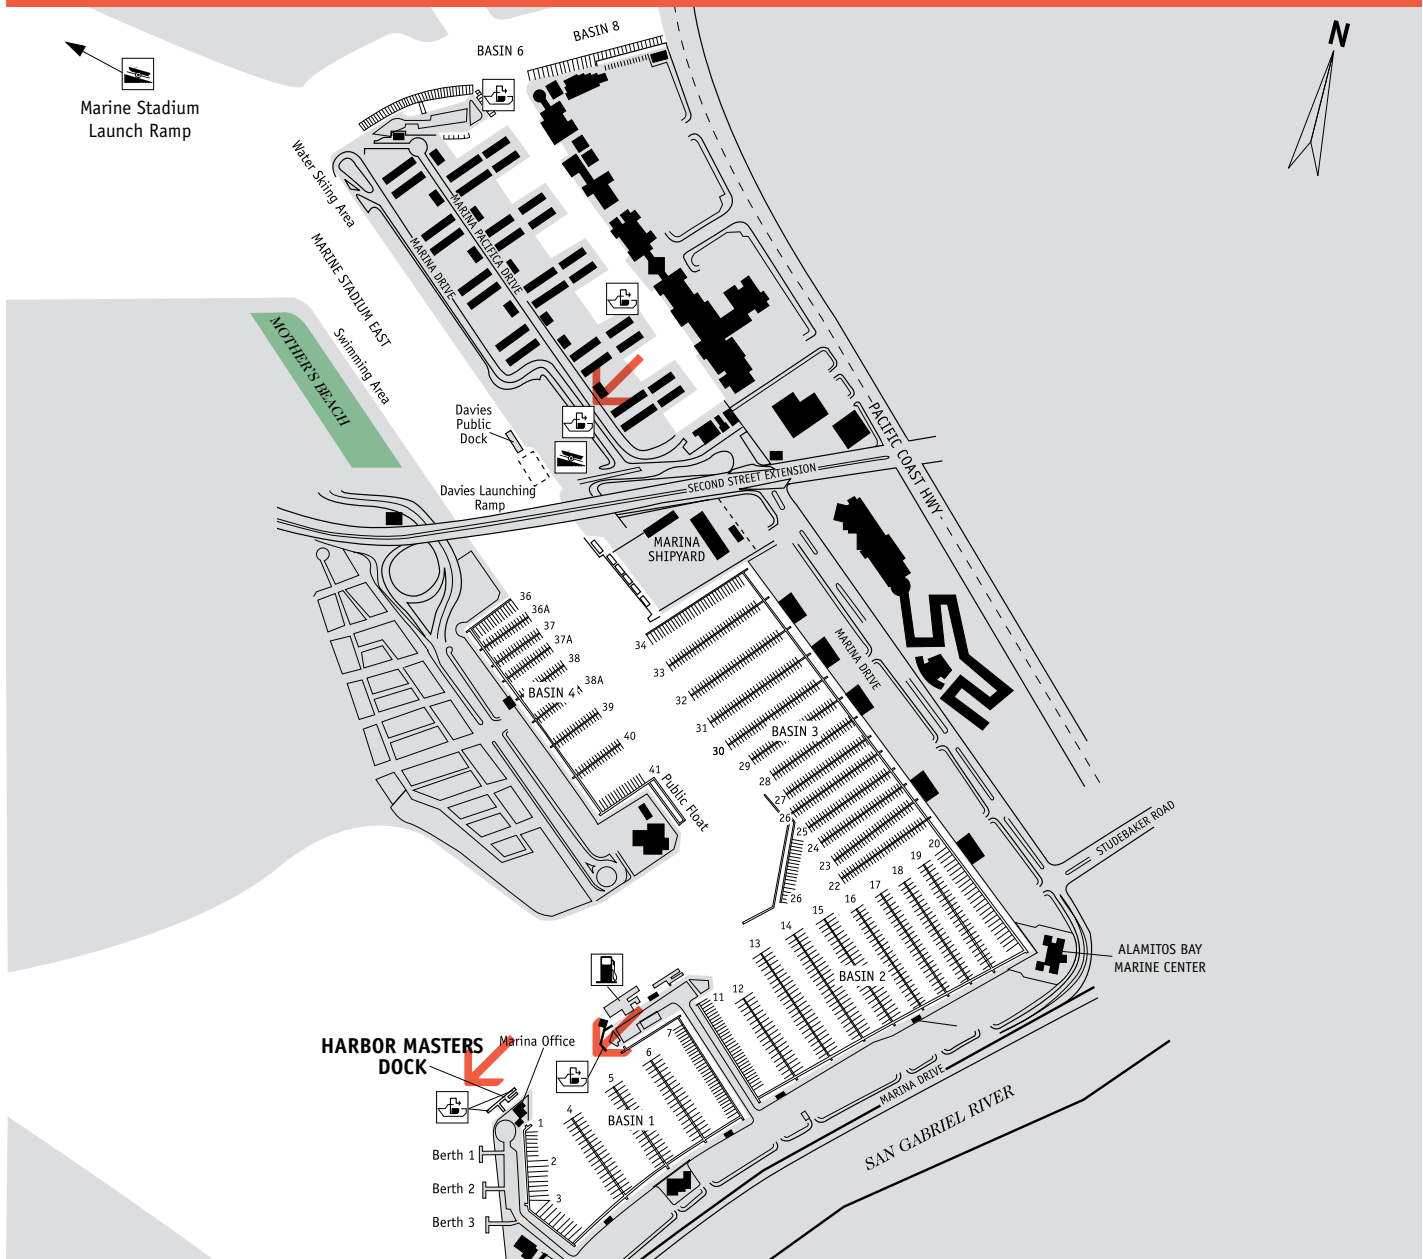 BASIN 6
BASIN 8
N
Marine Stadium
Launch Ramp
Water Skiing Area
MARINE STADIUM EAST
Swimming Area
MOTHER'S BEACH
MARINA DRIVE
MARINA PACIFICA DRIVE
Davies
Public
Dock
Davies Launching
Ramp
SECOND STREET EXTENSION
PACIFIC COAST HWY
MARINA
SHIPYARD
MARINA DRIVE
36
36A
37
37A
38
38A
BASIN 4
39
40
41
Public Float
34
33
32
31
30
BASIN 3
29
28
27
26
25
24
23
22
26
20
19
18
17
16
15
14
13
12
11
BASIN 2
STUDEBAKER ROAD
ALAMITOS BAY
MARINE CENTER
HARBOR MASTERS
DOCK
Marina Office
7
6
5
4
BASIN 1
1
2
3
Berth 1
Berth 2
Berth 3
MARINA DRIVE
SAN GABRIEL RIVER